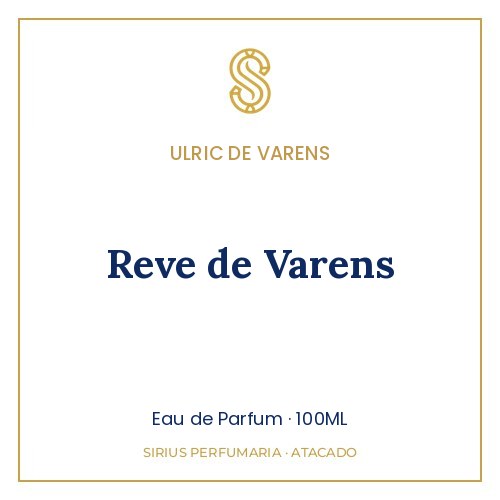 ULRIC DE VARENS
Reve de Varens
Eau de Parfum · 100ML
SIRIUS PERFUMARIA · ATACADO